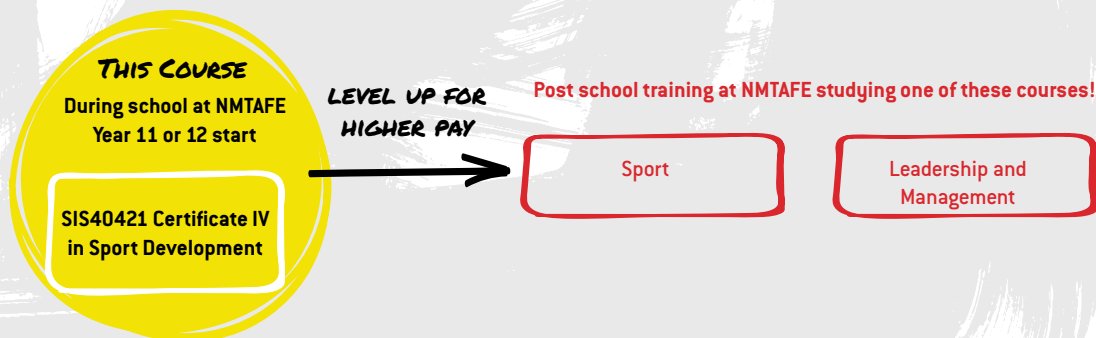 THIS COURSE
During school at NMTAFE
Year 11 or 12 start
SIS40421 Certificate IV
in Sport Development
LEVEL UP FOR
HIGHER PAY
Post school training at NMTAFE studying one of these courses!
Sport
Leadership and
Management